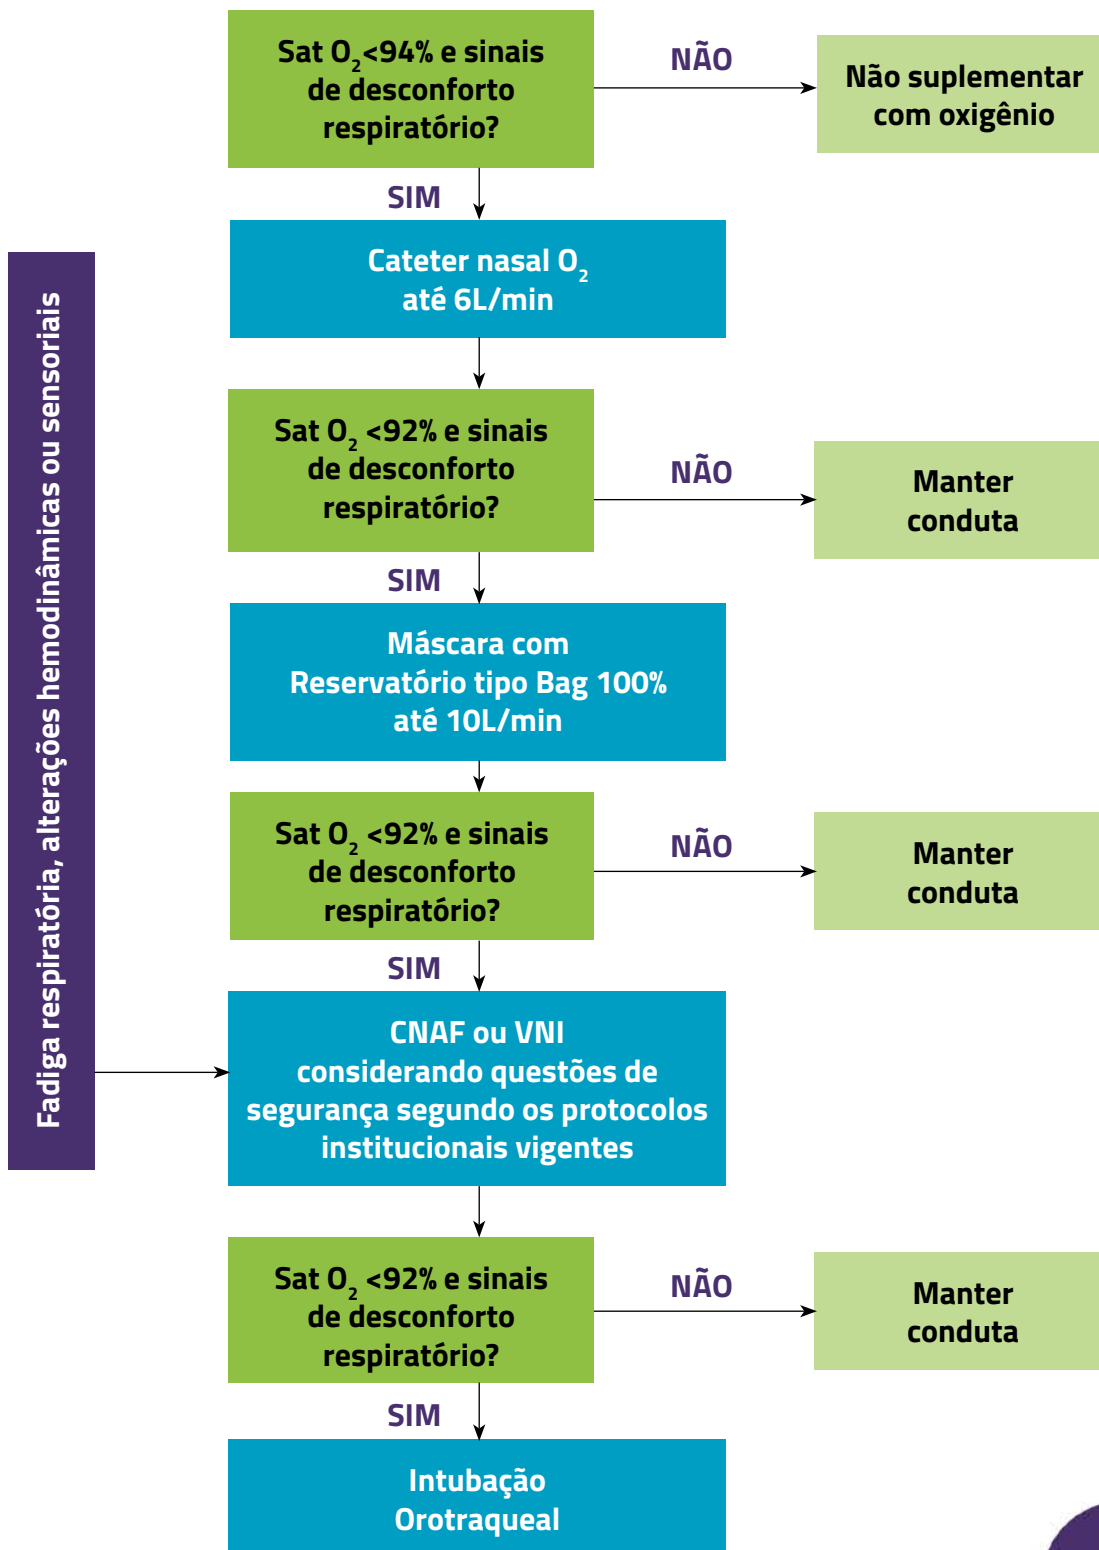 Sat O2<94% e sinais
de desconforto
respiratório?
NÃO
Não suplementar
com oxigênio
SIM
Cateter nasal O2
até 6L/min
Fadiga respiratória, alterações hemodinâmicas ou sensoriais
Sat O2 <92% e sinais
de desconforto
respiratório?
NÃO
Manter
conduta
SIM
Máscara com
Reservatório tipo Bag 100%
até 10L/min
Sat O2 <92% e sinais
de desconforto
respiratório?
NÃO
Manter
conduta
SIM
CNAF ou VNI
considerando questões de
segurança segundo os protocolos
institucionais vigentes
Sat O2 <92% e sinais
de desconforto
respiratório?
NÃO
Manter
conduta
SIM
Intubação
Orotraqueal